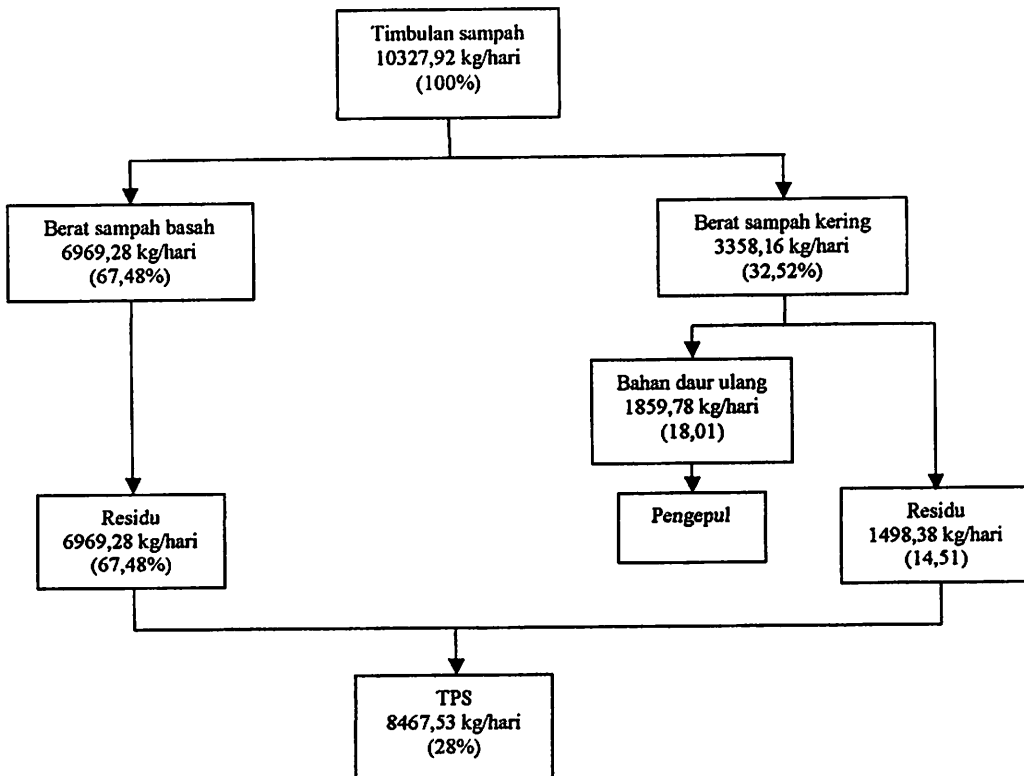 Timbulan sampah
10327,92 kg/hari
(100%)
Berat sampah basah
6969,28 kg/hari
(67,48%)
Berat sampah kering
3358,16 kg/hari
(32,52%)
Bahan daur ulang
1859,78 kg/hari
(18,01)
Pengepul
Residu
6969,28 kg/hari
(67,48%)
Residu
1498,38 kg/hari
(14,51)
TPS
8467,53 kg/hari
(28%)